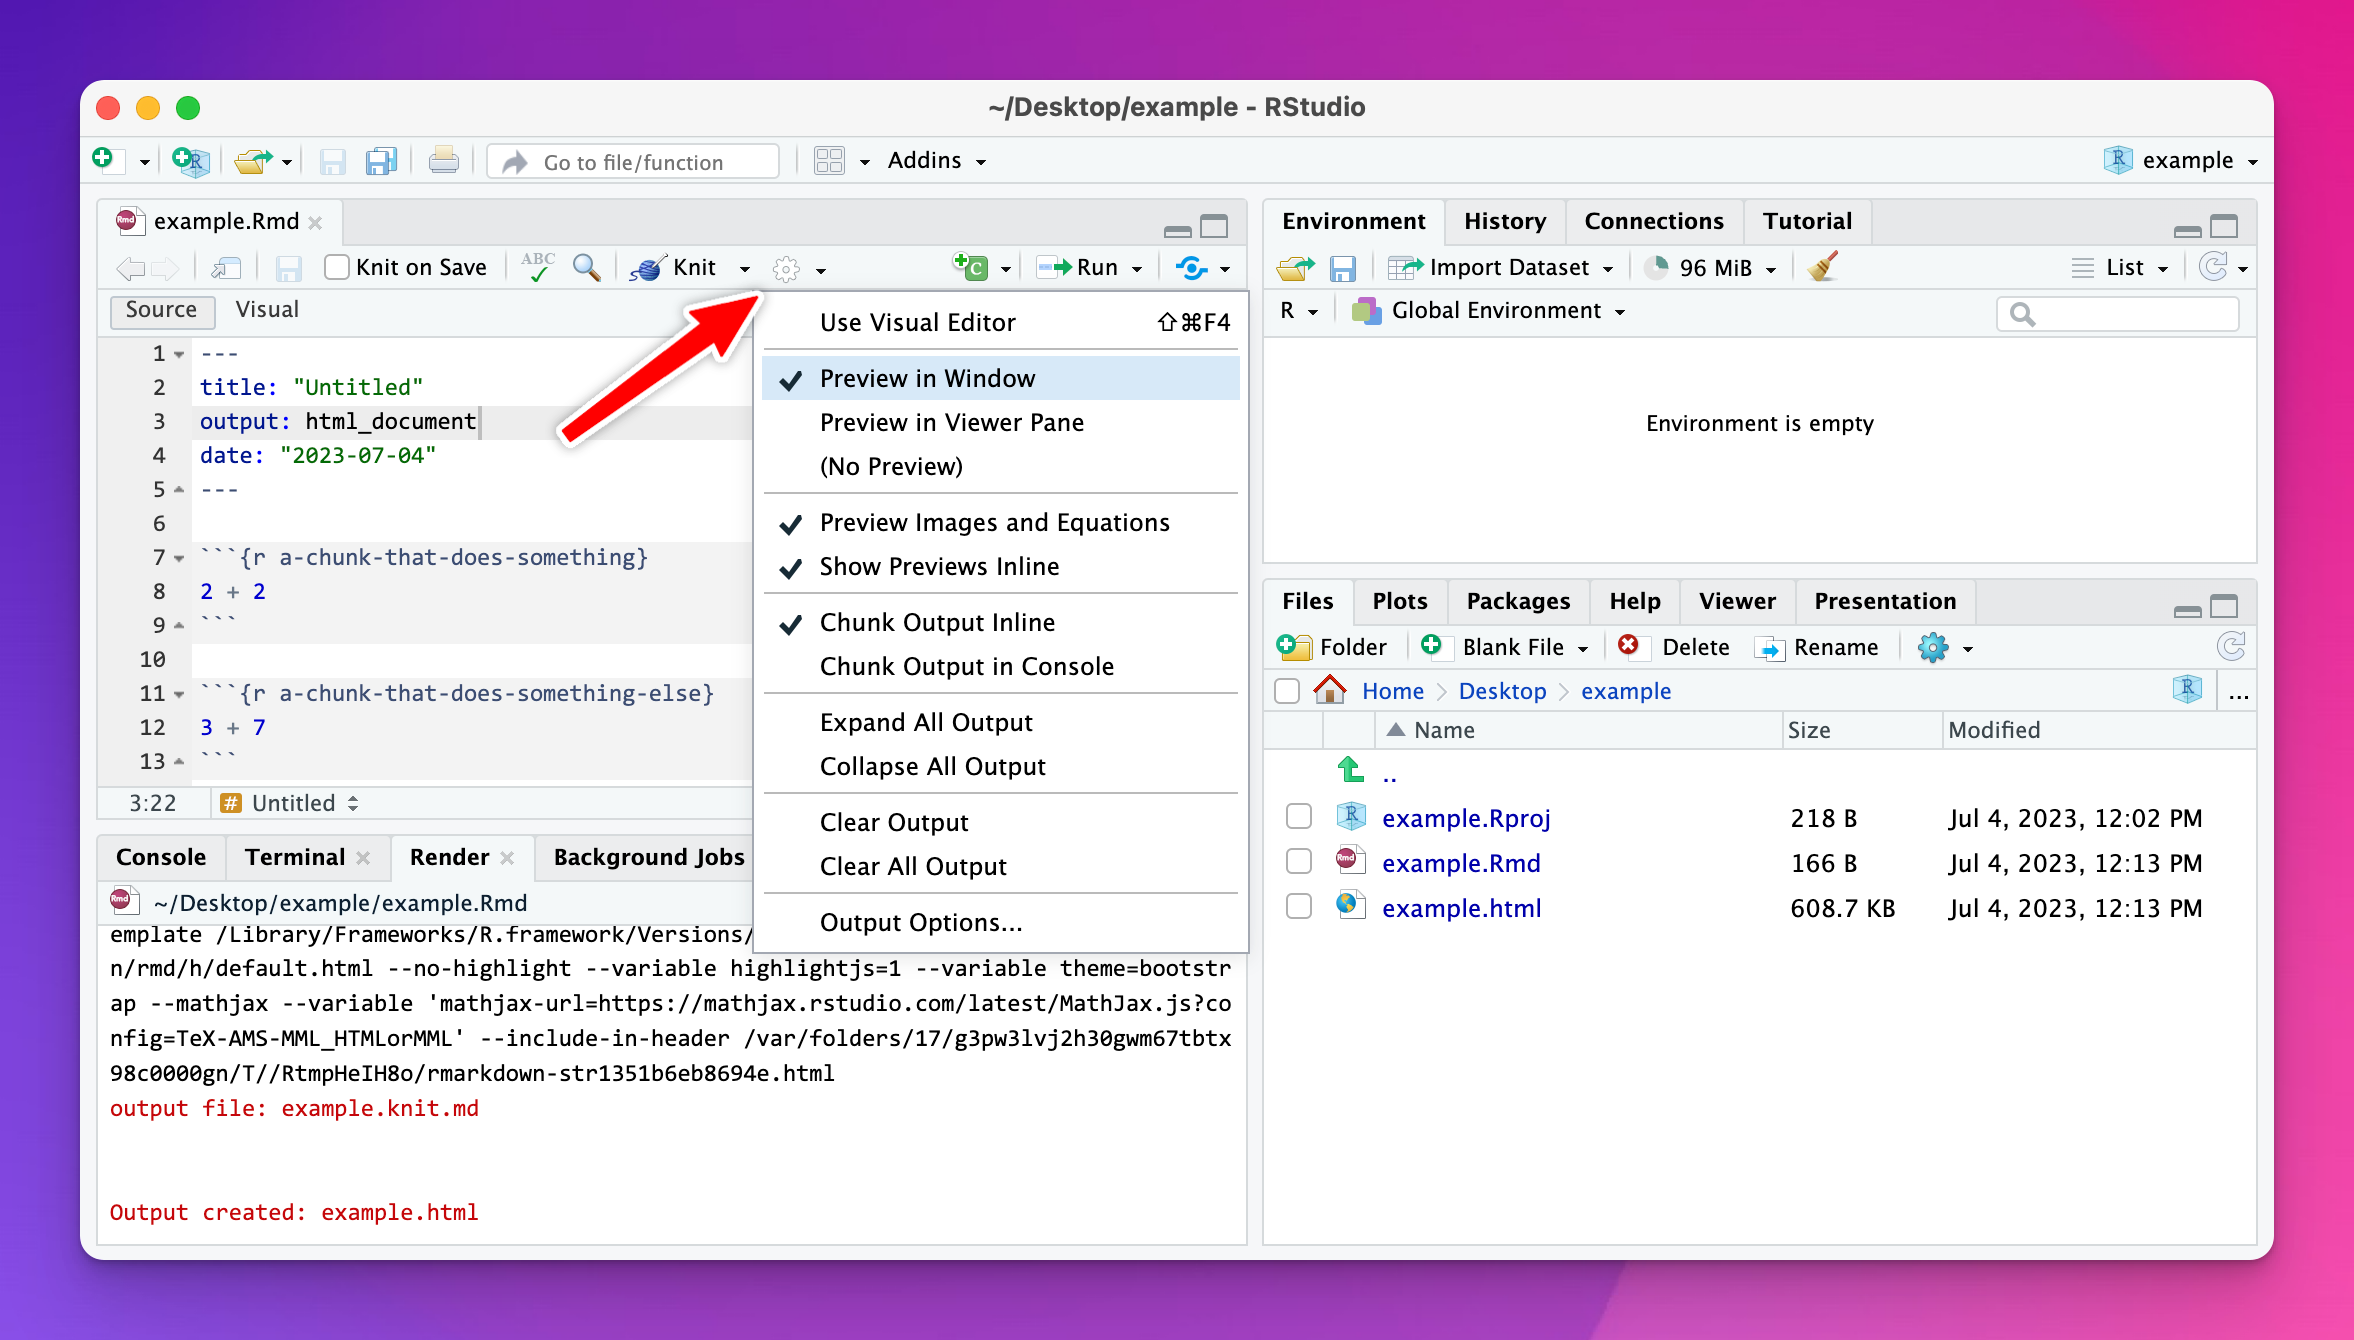 ~/Desktop/example - RStudio
Go to file/function
Addins
example
example.Rmd
Knit on Save
ABC
Knit
Run
Source
Visual
1 ---
2 title: "Untitled"
3 output: html_document
4 date: "2023-07-04"
5 ---
6
7 ```{r a-chunk-that-does-something}
8 2 + 2
9 ```
10
11 ```{r a-chunk-that-does-something-else}
12 3 + 7
13 ```
3:22
# Untitled
Use Visual Editor ⇧⌘F4
Preview in Window
Preview in Viewer Pane
(No Preview)
Preview Images and Equations
Show Previews Inline
Chunk Output Inline
Chunk Output in Console
Expand All Output
Collapse All Output
Clear Output
Clear All Output
Output Options...
Console
Terminal
Render
Background Jobs
~/Desktop/example/example.Rmd
emplate /Library/Frameworks/R.framework/Versions/
n/rmd/h/default.html --no-highlight --variable highlightjs=1 --variable theme=bootstr
ap --mathjax --variable 'mathjax-url=https://mathjax.rstudio.com/latest/MathJax.js?co
nfig=TeX-AMS-MML_HTMLorMML' --include-in-header /var/folders/17/g3pw3lvj2h30gwm67tbtx
98c0000gn/T//RtmpHeIH8o/rmarkdown-str1351b6eb8694e.html
output file: example.knit.md
Output created: example.html
Environment
History
Connections
Tutorial
Import Dataset
96 MiB
List
R
Global Environment
Environment is empty
Files
Plots
Packages
Help
Viewer
Presentation
Folder
Blank File
Delete
Rename
Home
Desktop
example
...
Name
Size
Modified
..
example.Rproj 218 B Jul 4, 2023, 12:02 PM
example.Rmd 166 B Jul 4, 2023, 12:13 PM
example.html 608.7 KB Jul 4, 2023, 12:13 PM